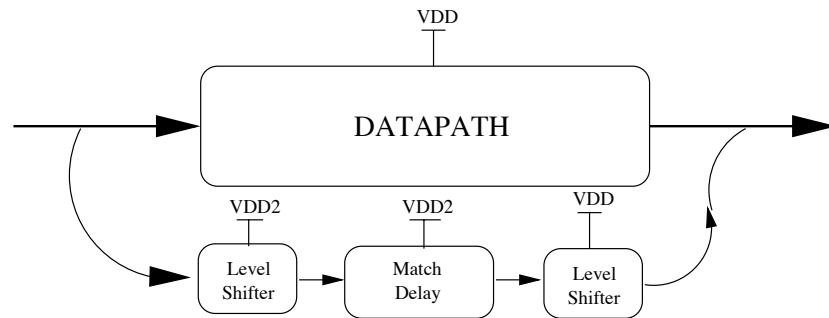 VDD
DATAPATH
VDD2
VDD2
VDD
Level
Shifter
Match
Delay
Level
Shifter